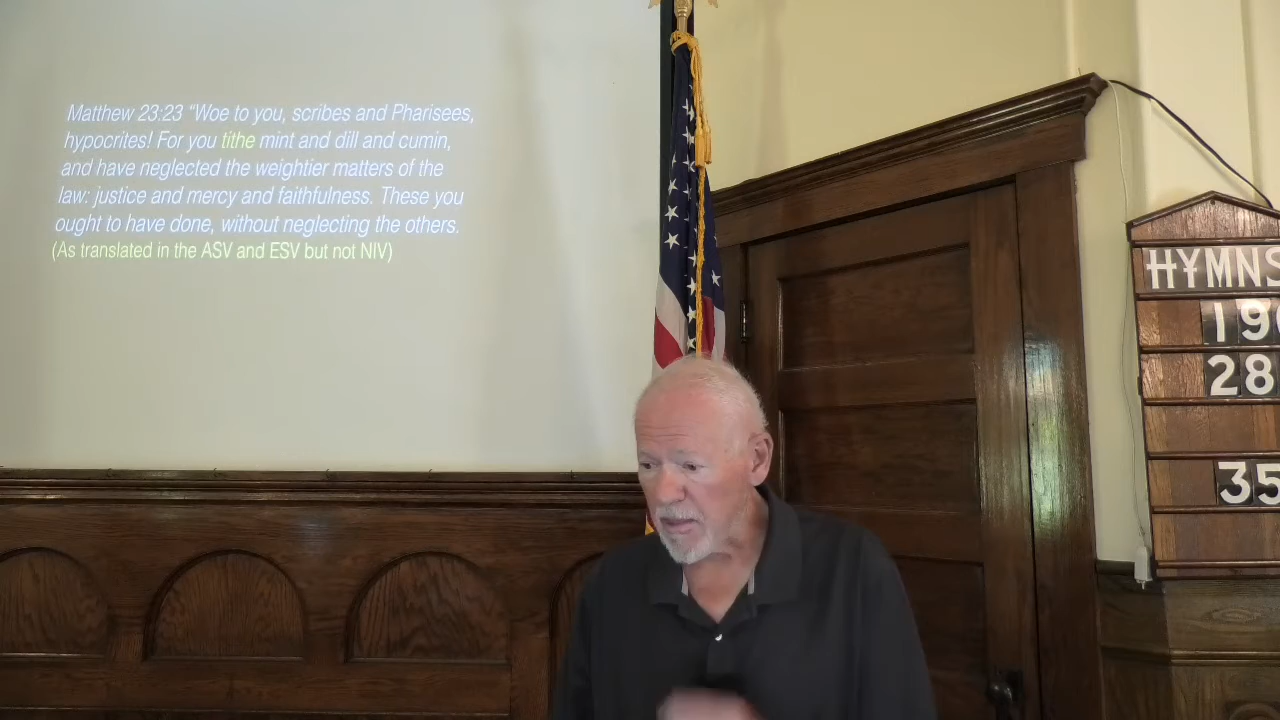 Matthew 23:23 “Woe to you, scribes and Pharisees,
hypocrites! For you tithe mint and dill and cumin,
and have neglected the weightier matters of the
law: justice and mercy and faithfulness. These you
ought to have done, without neglecting the others.
(As translated in the ASV and ESV but not NIV)
HYMNS
28
35